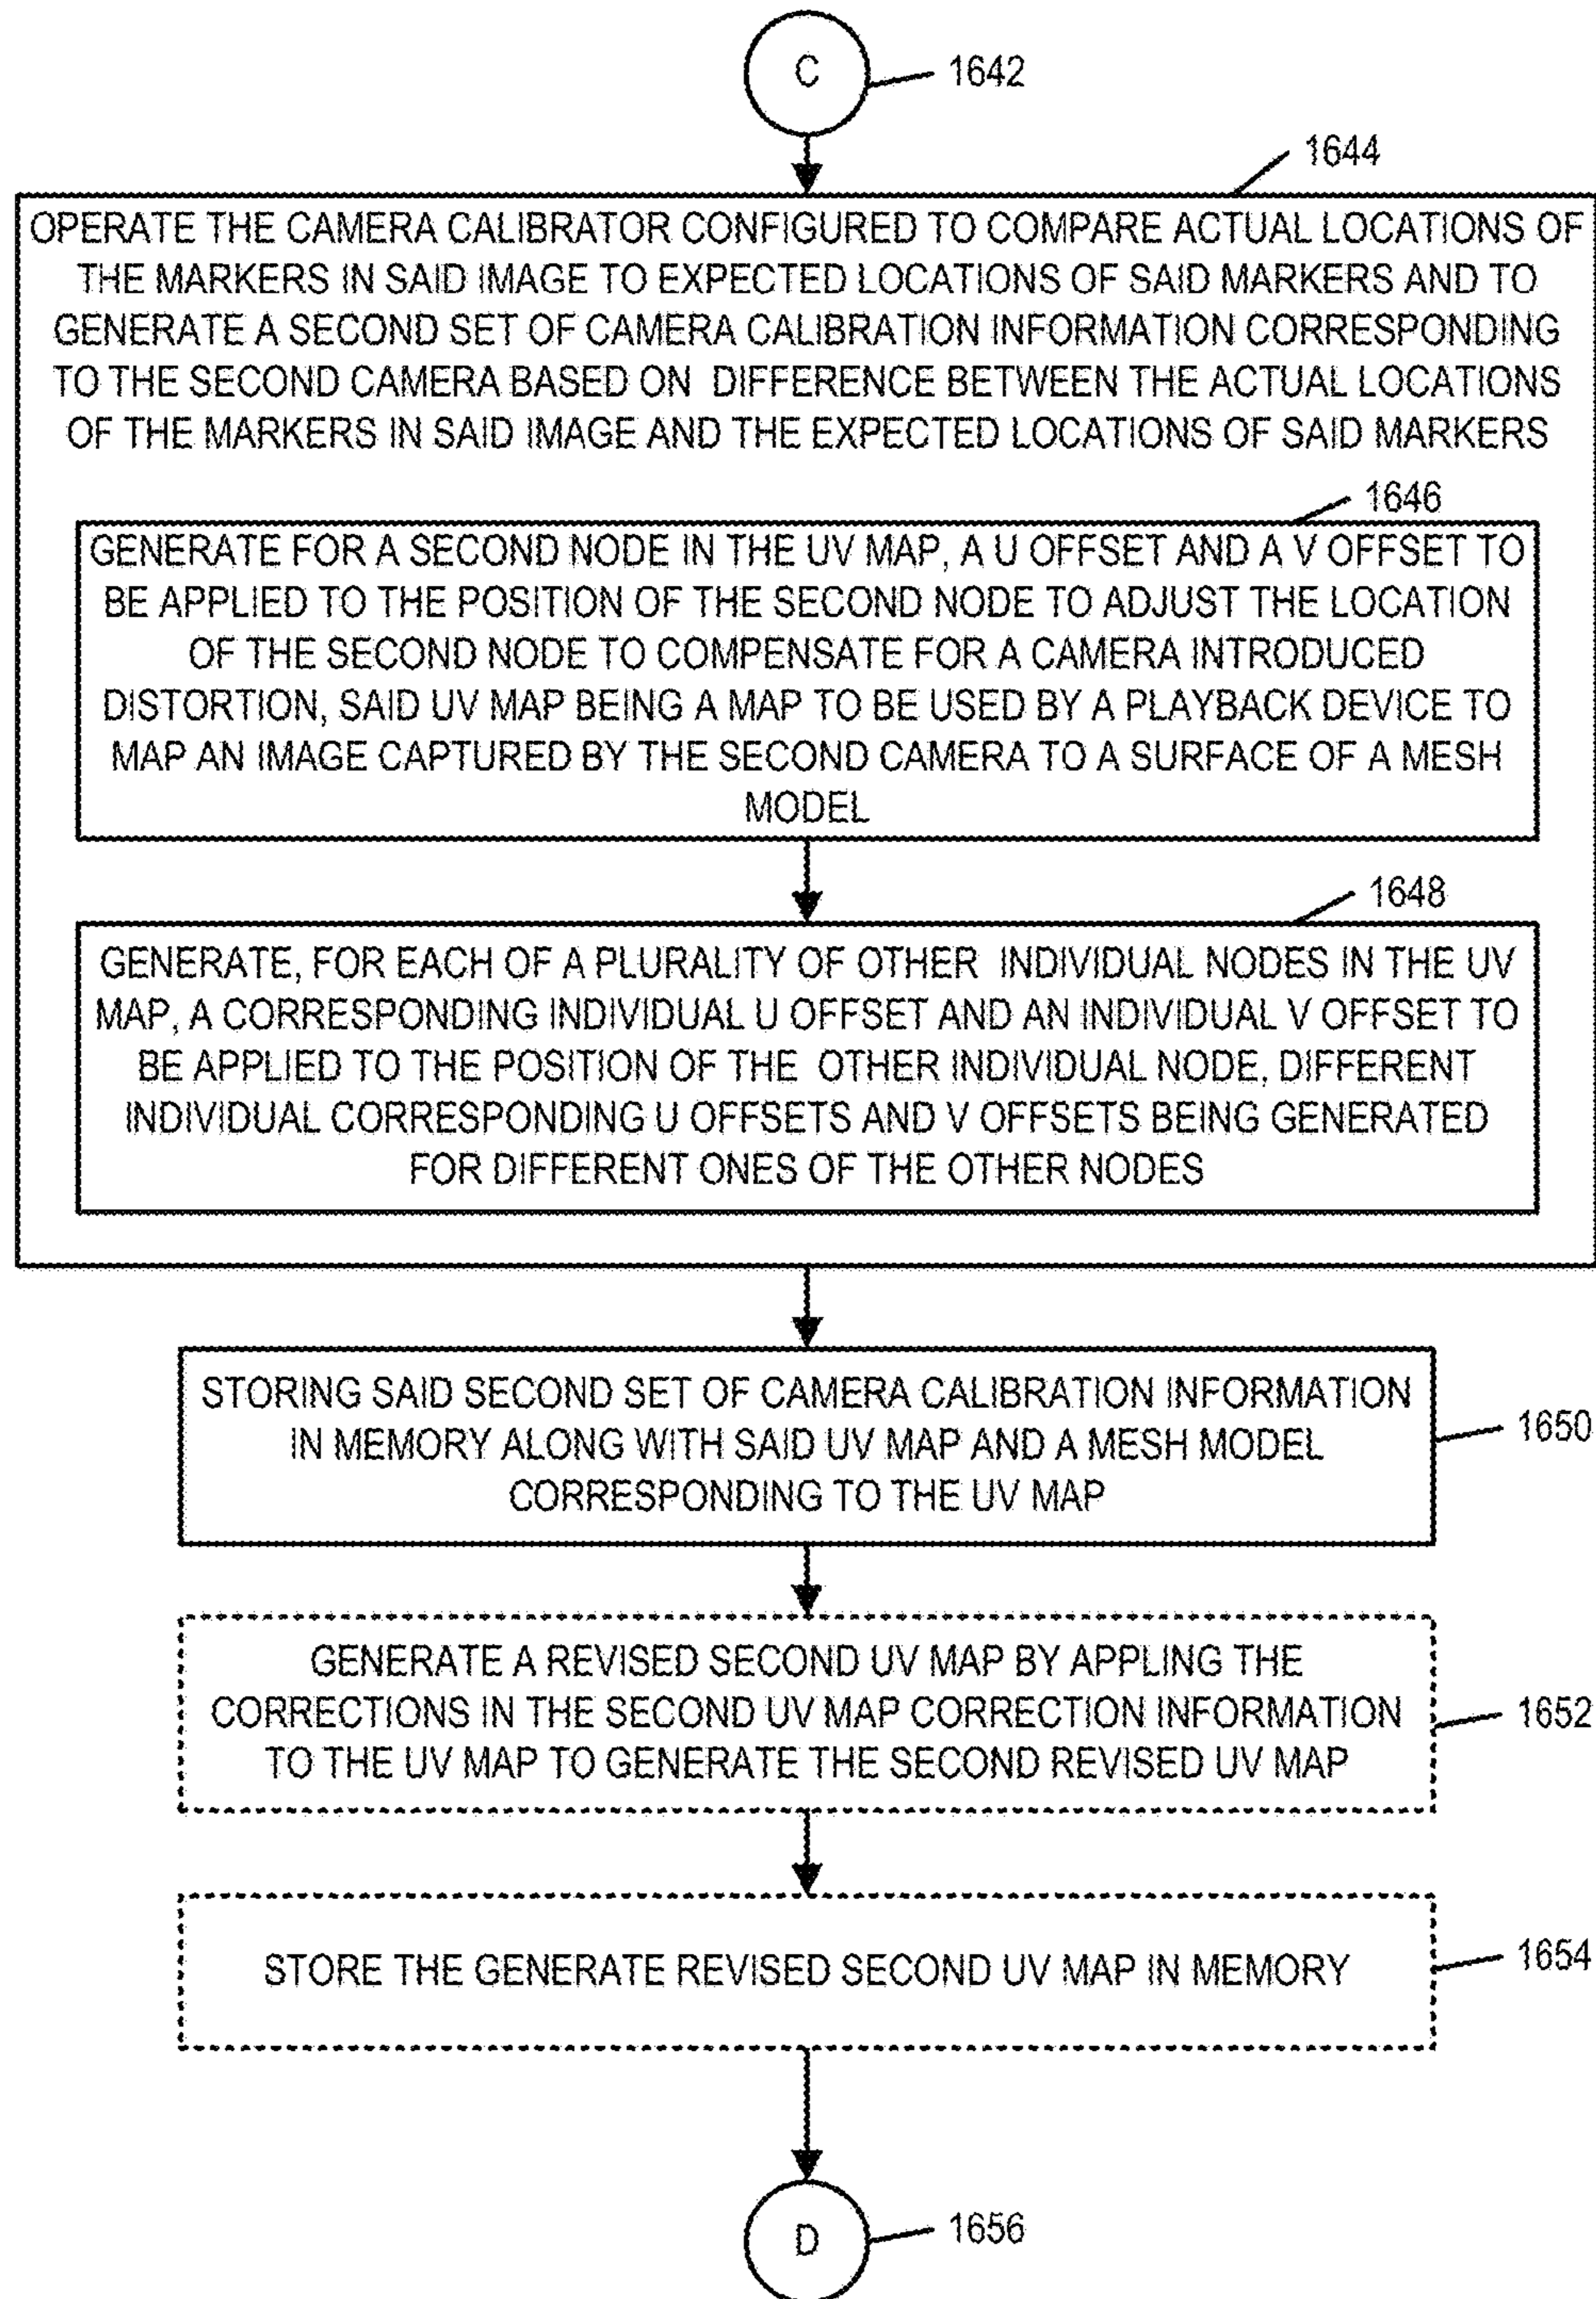 C
1642
1644
OPERATE THE CAMERA CALIBRATOR CONFIGURED TO COMPARE ACTUAL LOCATIONS OF
THE MARKERS IN SAID IMAGE TO EXPECTED LOCATIONS OF SAID MARKERS AND TO
GENERATE A SECOND SET OF CAMERA CALIBRATION INFORMATION CORRESPONDING
TO THE SECOND CAMERA BASED ON DIFFERENCE BETWEEN THE ACTUAL LOCATIONS
OF THE MARKERS IN SAID IMAGE AND THE EXPECTED LOCATIONS OF SAID MARKERS
1646
GENERATE FOR A SECOND NODE IN THE UV MAP, A U OFFSET AND A V OFFSET TO
BE APPLIED TO THE POSITION OF THE SECOND NODE TO ADJUST THE LOCATION
OF THE SECOND NODE TO COMPENSATE FOR A CAMERA INTRODUCED
DISTORTION, SAID UV MAP BEING A MAP TO BE USED BY A PLAYBACK DEVICE TO
MAP AN IMAGE CAPTURED BY THE SECOND CAMERA TO A SURFACE OF A MESH
MODEL
1648
GENERATE, FOR EACH OF A PLURALITY OF OTHER INDIVIDUAL NODES IN THE UV
MAP, A CORRESPONDING INDIVIDUAL U OFFSET AND AN INDIVIDUAL V OFFSET TO
BE APPLIED TO THE POSITION OF THE OTHER INDIVIDUAL NODE, DIFFERENT
INDIVIDUAL CORRESPONDING U OFFSETS AND V OFFSETS BEING GENERATED
FOR DIFFERENT ONES OF THE OTHER NODES
STORING SAID SECOND SET OF CAMERA CALIBRATION INFORMATION
IN MEMORY ALONG WITH SAID UV MAP AND A MESH MODEL
CORRESPONDING TO THE UV MAP
1650
GENERATE A REVISED SECOND UV MAP BY APPLING THE
CORRECTIONS IN THE SECOND UV MAP CORRECTION INFORMATION
TO THE UV MAP TO GENERATE THE SECOND REVISED UV MAP
1652
STORE THE GENERATE REVISED SECOND UV MAP IN MEMORY
1654
D
1656